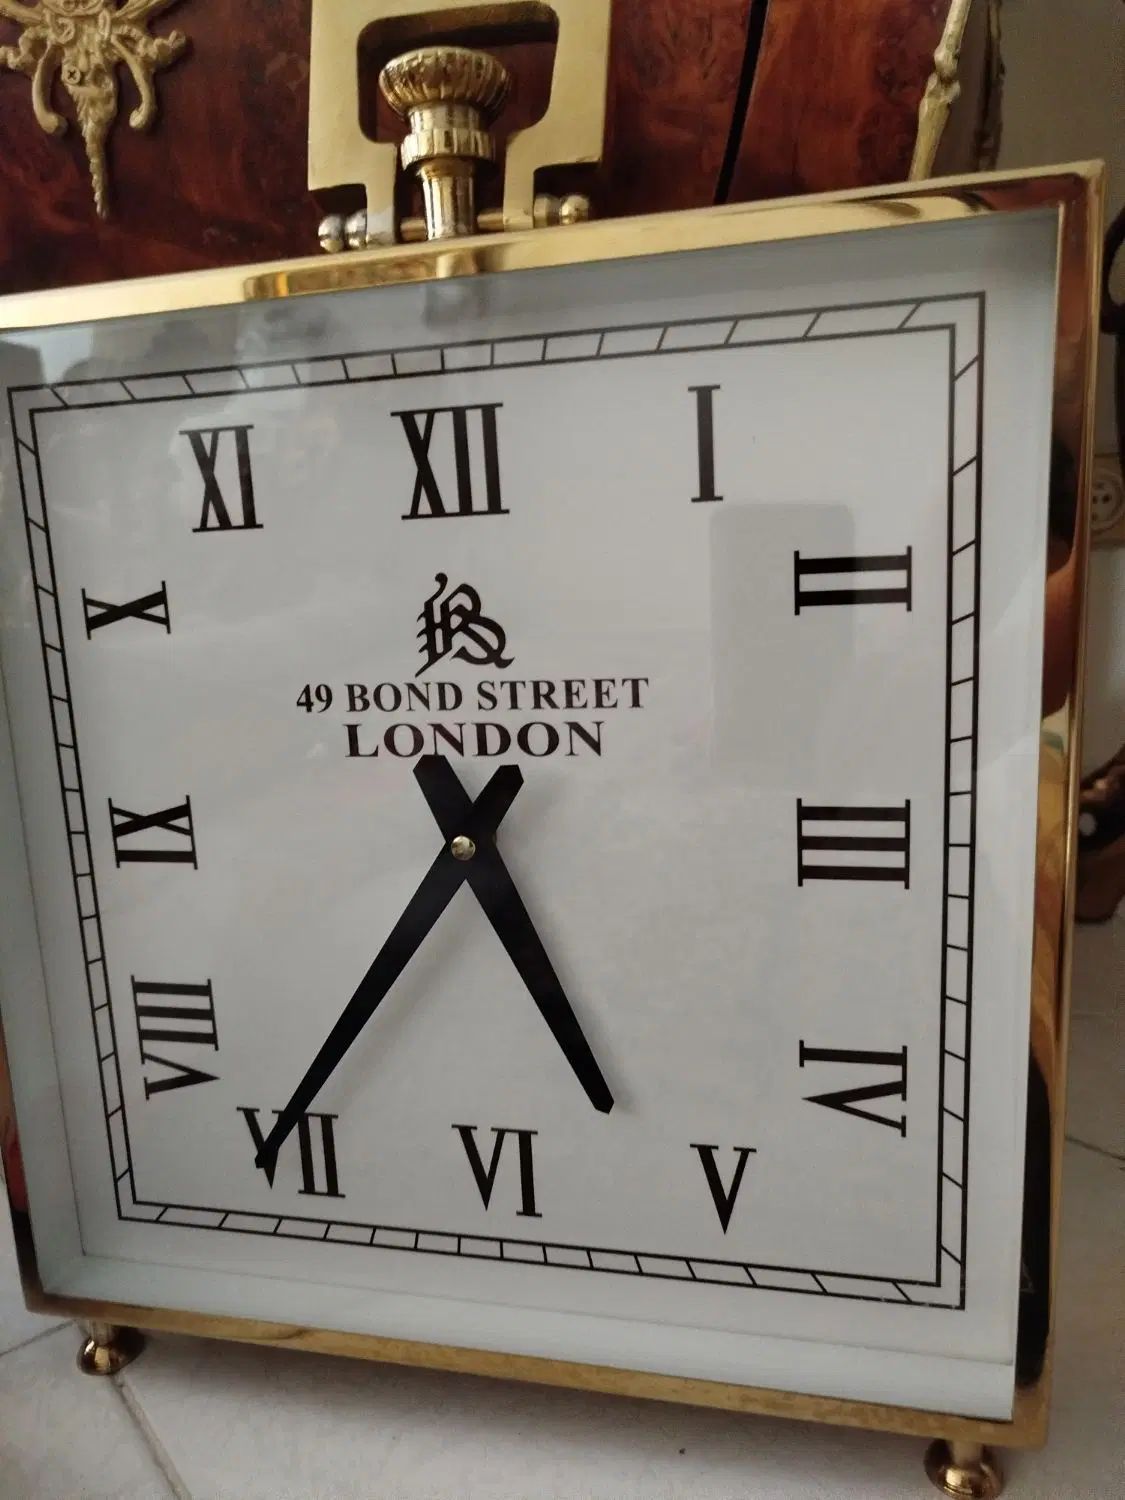 XI XII I
X II
49 BOND STREET
LONDON
IX III
VIII IV
VII VI V